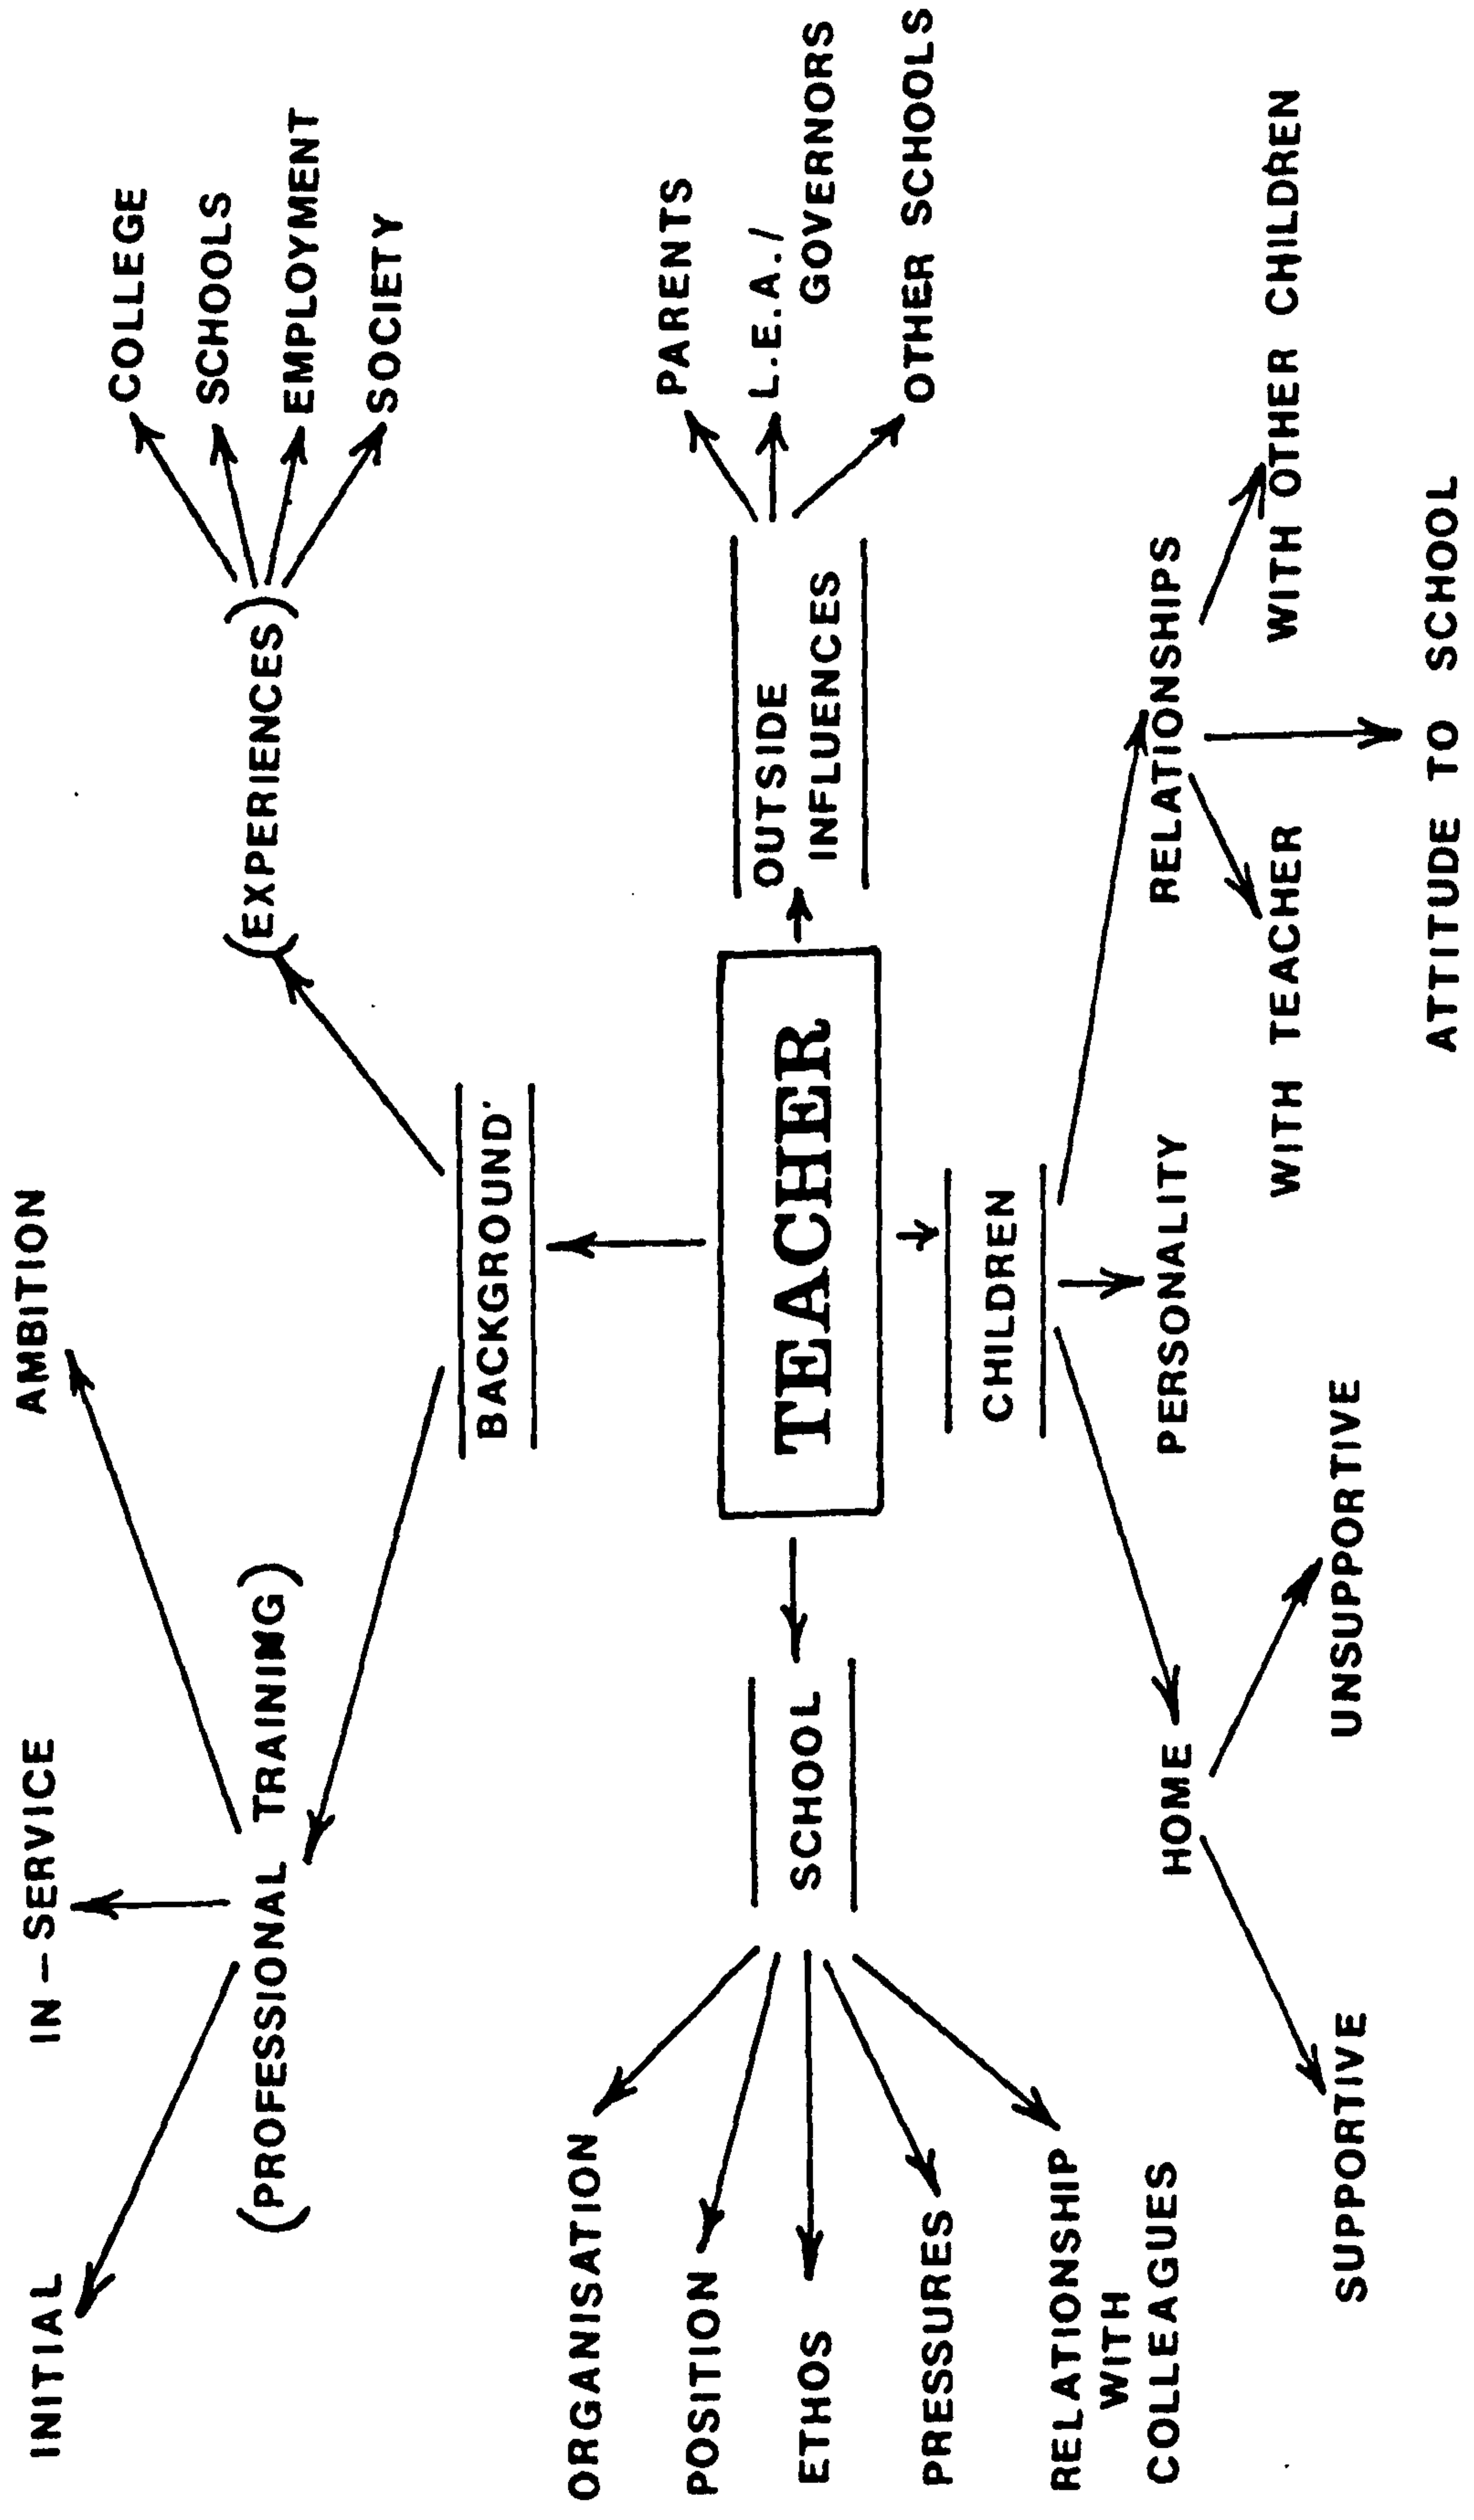 AMBITION
IN-SERVICE
INITIAL
COLLEGE
SCHOOLS
EMPLOYMENT
SOCIETY
(PROFESSIONAL TRAINING)
(EXPERIENCES)
BACKGROUND
ORGANISATION
POSITION
ETHOS
PRESSURES
RELATIONSHIP
WITH
COLLEAGUES
SCHOOL
TEACHER
OUTSIDE
INFLUENCES
PARENTS
L.E.A./
GOVERNORS
OTHER SCHOOLS
CHILDREN
HOME
PERSONALITY
RELATIONSHIPS
SUPPORTIVE
UNSUPPORTIVE
WITH TEACHER
WITH OTHER CHILDREN
ATTITUDE TO SCHOOL